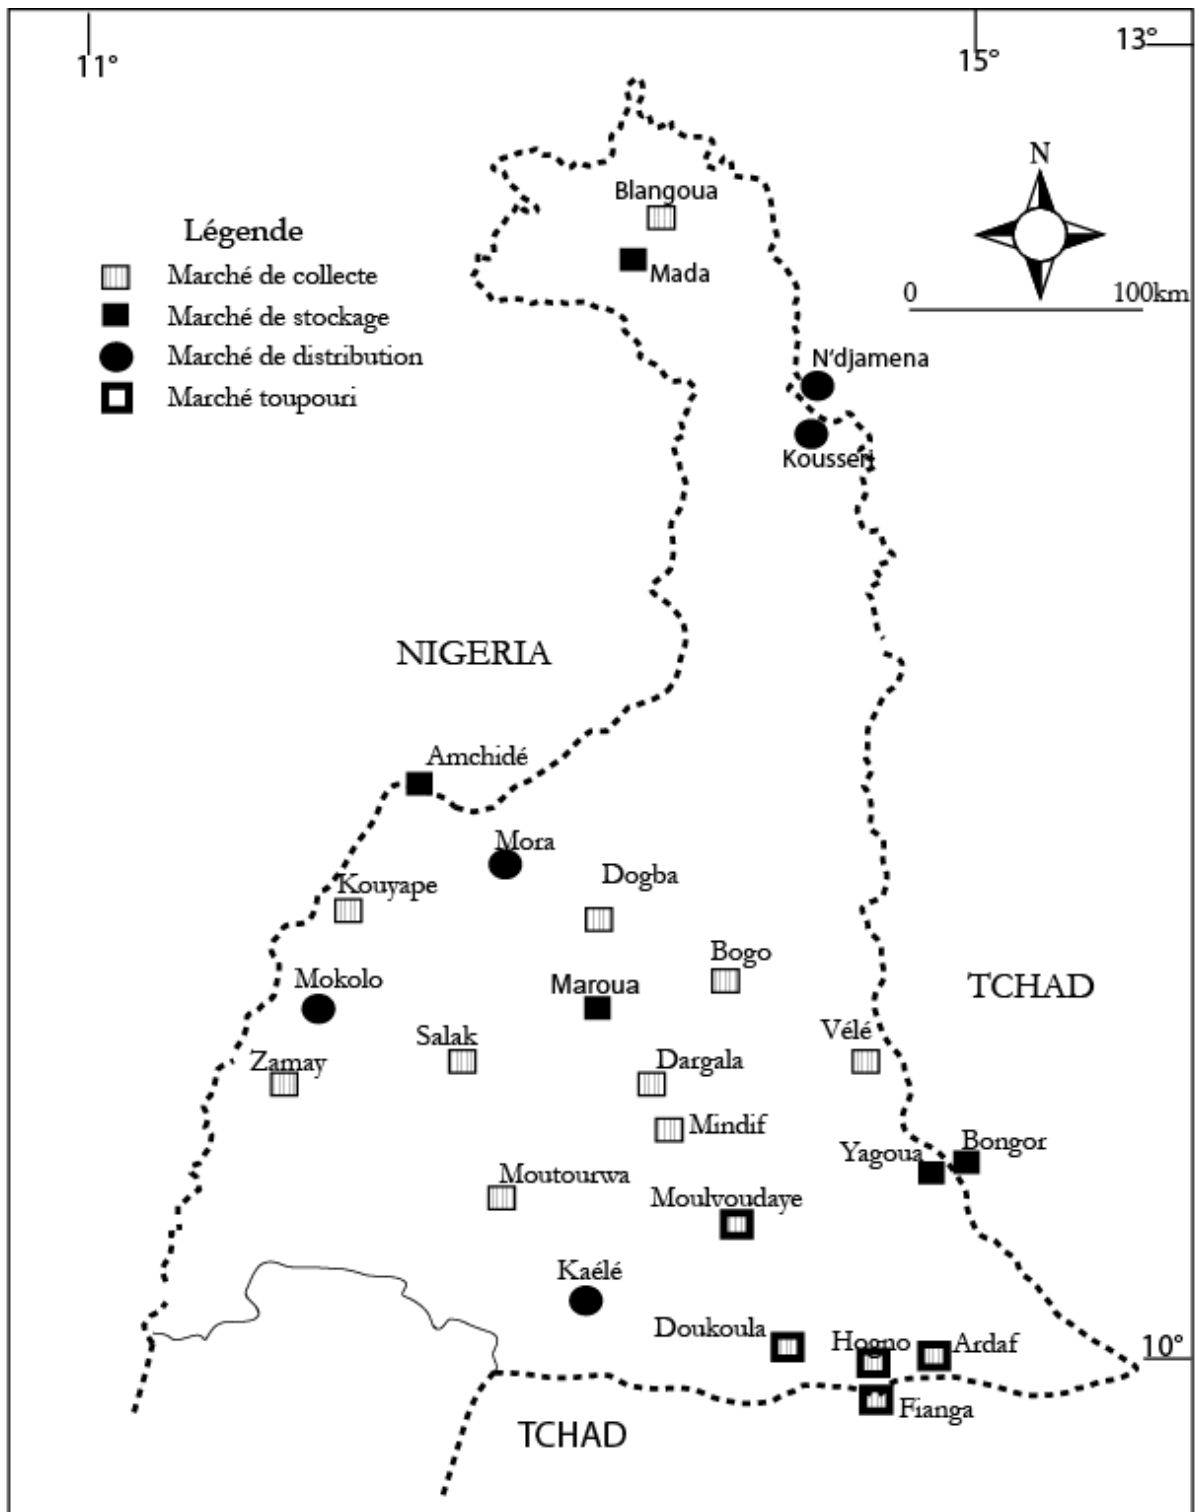 11°
15°
13°
N
Blangoua
Légende
Marché de collecte
Mada
0
100km
Marché de stockage
Marché de distribution
N'djamena
Marché toupouri
Kousseri
NIGERIA
Amchidé
Mora
Dogba
Kouyape
Bogo
Mokolo
Maroua
TCHAD
Salak
Vélé
Zamay
Dargala
Mindif
Yagoua
Bongor
Moutourwa
Moulvoudaye
Kaélé
Doukoula
Hogno
Ardaf
10°
Fianga
TCHAD